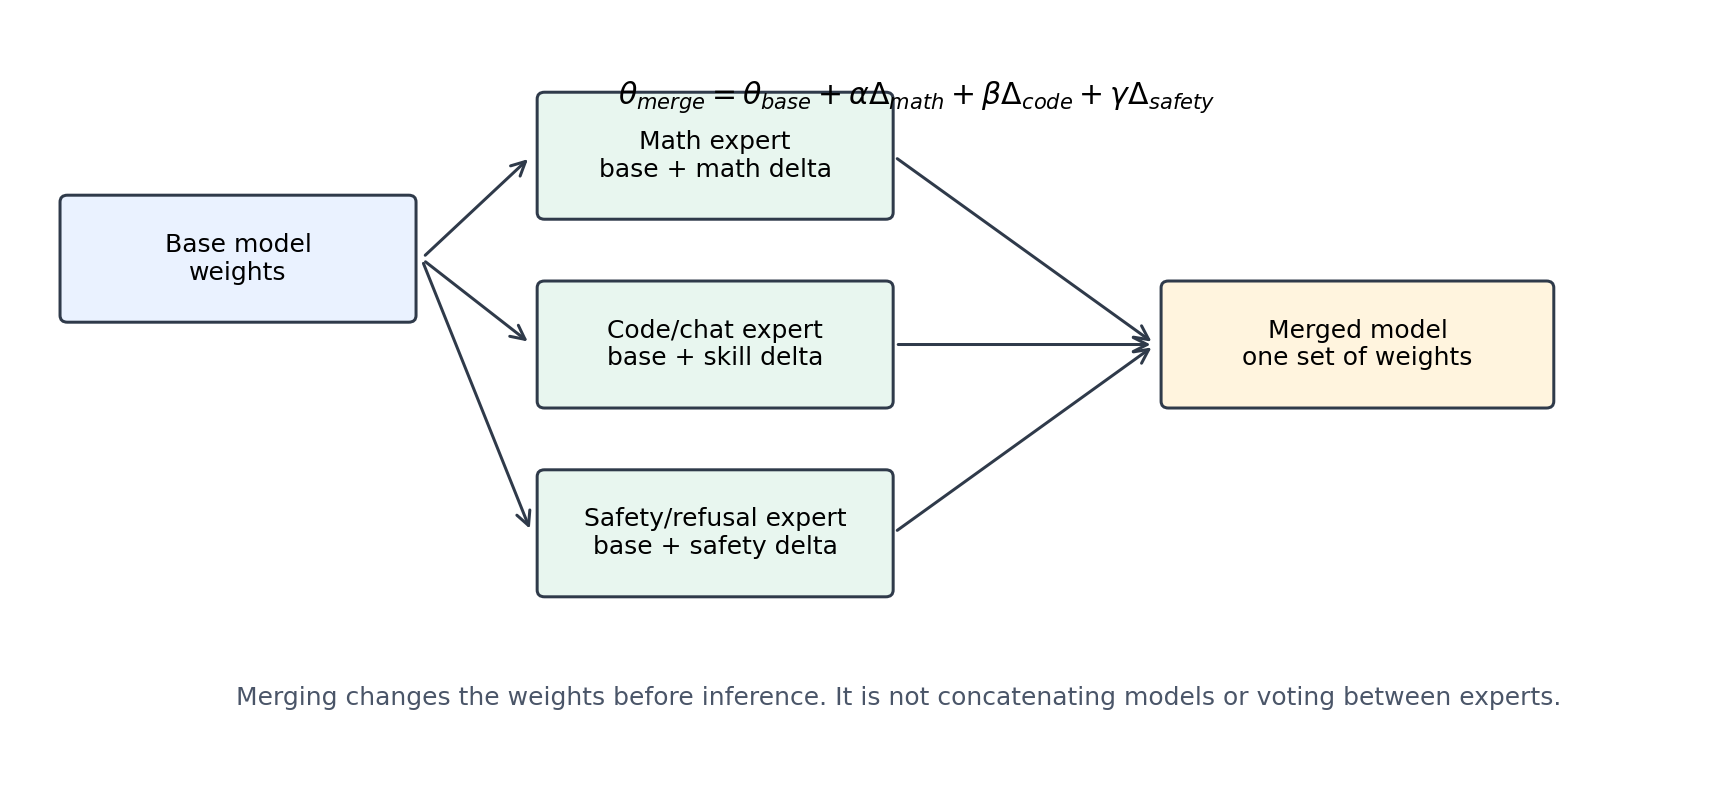 θ_merge = θ_base + αΔ_math + βΔ_code + γΔ_safety
Math expert
base + math delta
Base model
weights
Code/chat expert
base + skill delta
Merged model
one set of weights
Safety/refusal expert
base + safety delta
Merging changes the weights before inference. It is not concatenating models or voting between experts.